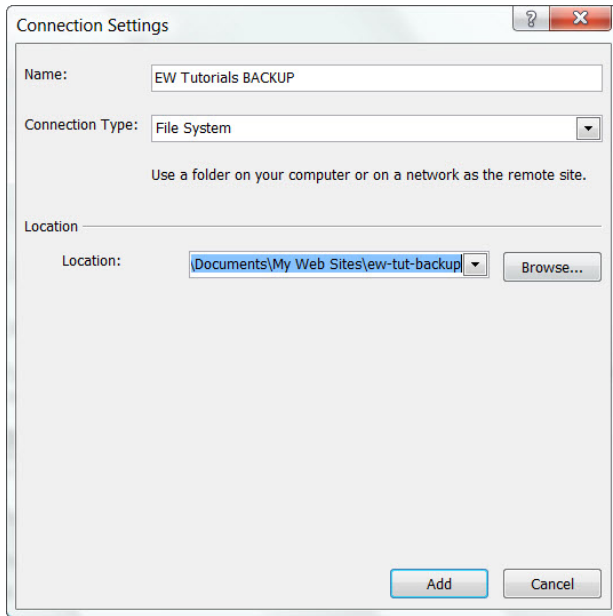 Connection Settings
Name: EW Tutorials BACKUP
Connection Type: File System
Use a folder on your computer or on a network as the remote site.
Location
Location: \Documents\My Web Sites\ew-tut-backup Browse...
Add Cancel